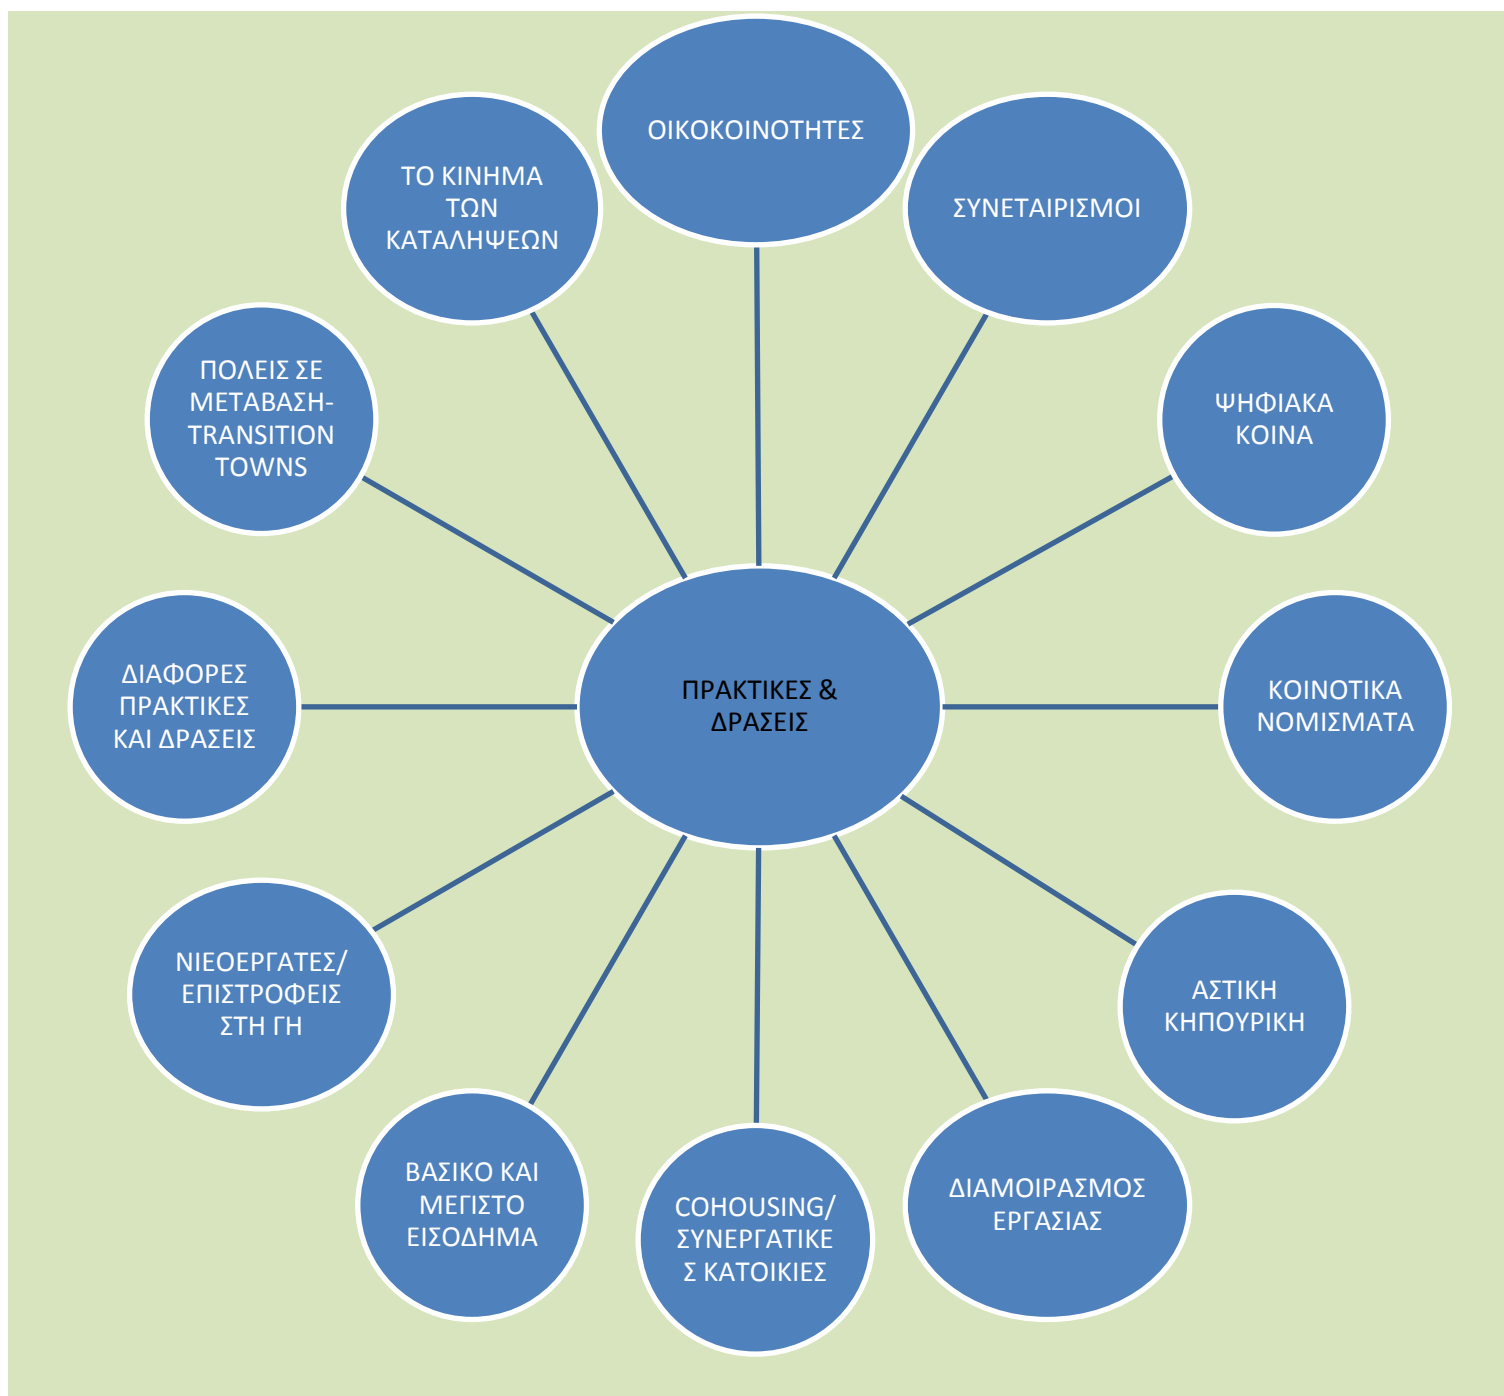 ΟΙΚΟΚΟΙΝΟΤΗΤΕΣ
ΣΥΝΕΤΑΙΡΙΣΜΟΙ
ΨΗΦΙΑΚΑ
ΚΟΙΝΑ
ΚΟΙΝΟΤΙΚΑ
ΝΟΜΙΣΜΑΤΑ
ΑΣΤΙΚΗ
ΚΗΠΟΥΡΙΚΗ
ΔΙΑΜΟΙΡΑΣΜΟΣ
ΕΡΓΑΣΙΑΣ
COHOUSING/
ΣΥΝΕΡΓΑΤΙΚΕ
Σ ΚΑΤΟΙΚΙΕΣ
ΒΑΣΙΚΟ ΚΑΙ
ΜΕΓΙΣΤΟ
ΕΙΣΟΔΗΜΑ
ΝΙΕΟΕΡΓΑΤΕΣ/
ΕΠΙΣΤΡΟΦΕΙΣ
ΣΤΗ ΓΗ
ΔΙΑΦΟΡΕΣ
ΠΡΑΚΤΙΚΕΣ
ΚΑΙ ΔΡΑΣΕΙΣ
ΠΟΛΕΙΣ ΣΕ
ΜΕΤΑΒΑΣΗ-
TRANSITION
TOWNS
ΤΟ ΚΙΝΗΜΑ
ΤΩΝ
ΚΑΤΑΛΗΨΕΩΝ
ΠΡΑΚΤΙΚΕΣ &
ΔΡΑΣΕΙΣ